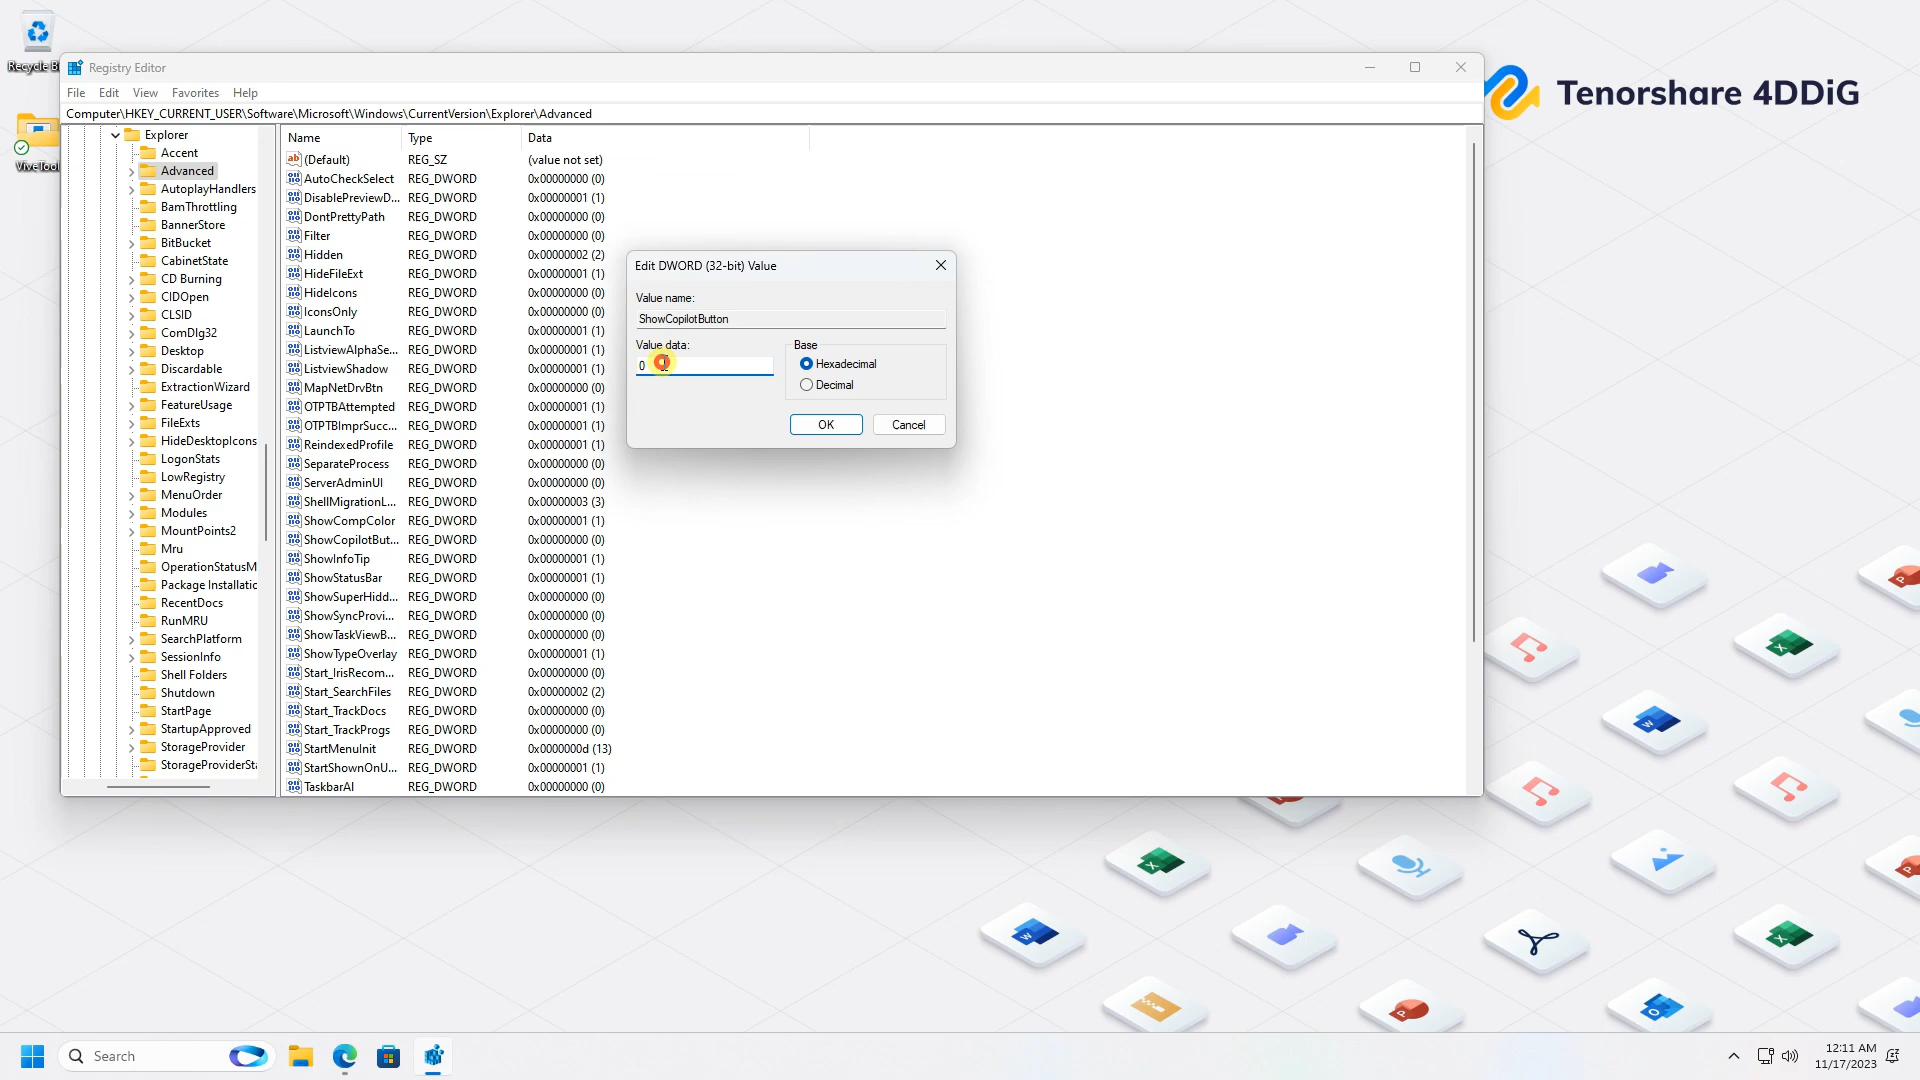 Recycle B
ViveTool
Registry Editor
File Edit View Favorites Help
Computer\HKEY_CURRENT_USER\Software\Microsoft\Windows\CurrentVersion\Explorer\Advanced
Explorer
Accent
Advanced
AutoplayHandlers
BamThrottling
BannerStore
BitBucket
CabinetState
CD Burning
CIDOpen
CLSID
ComDlg32
Desktop
Discardable
ExtractionWizard
FeatureUsage
FileExts
HideDesktopIcons
LogonStats
LowRegistry
MenuOrder
Modules
MountPoints2
Mru
OperationStatusM
Package Installatic
RecentDocs
RunMRU
SearchPlatform
SessionInfo
Shell Folders
Shutdown
StartPage
StartupApproved
StorageProvider
StorageProviderSt
Name Type Data
(Default) REG_SZ (value not set)
AutoCheckSelect REG_DWORD 0x00000000 (0)
DisablePreviewD... REG_DWORD 0x00000001 (1)
DontPrettyPath REG_DWORD 0x00000000 (0)
Filter REG_DWORD 0x00000000 (0)
Hidden REG_DWORD 0x00000002 (2)
HideFileExt REG_DWORD 0x00000001 (1)
HideIcons REG_DWORD 0x00000000 (0)
IconsOnly REG_DWORD 0x00000000 (0)
LaunchTo REG_DWORD 0x00000001 (1)
ListviewAlphaSe... REG_DWORD 0x00000001 (1)
ListviewShadow REG_DWORD 0x00000001 (1)
MapNetDrvBtn REG_DWORD 0x00000000 (0)
OTPTBAttempted REG_DWORD 0x00000001 (1)
OTPTBImprSucc... REG_DWORD 0x00000001 (1)
ReindexedProfile REG_DWORD 0x00000001 (1)
SeparateProcess REG_DWORD 0x00000000 (0)
ServerAdminUI REG_DWORD 0x00000000 (0)
ShellMigrationL... REG_DWORD 0x00000003 (3)
ShowCompColor REG_DWORD 0x00000001 (1)
ShowCopilotBut... REG_DWORD 0x00000000 (0)
ShowInfoTip REG_DWORD 0x00000001 (1)
ShowStatusBar REG_DWORD 0x00000001 (1)
ShowSuperHidd... REG_DWORD 0x00000000 (0)
ShowSyncProvi... REG_DWORD 0x00000000 (0)
ShowTaskViewB... REG_DWORD 0x00000000 (0)
ShowTypeOverlay REG_DWORD 0x00000001 (1)
Start_IrisRecom... REG_DWORD 0x00000000 (0)
Start_SearchFiles REG_DWORD 0x00000002 (2)
Start_TrackDocs REG_DWORD 0x00000000 (0)
Start_TrackProgs REG_DWORD 0x00000000 (0)
StartMenuInit REG_DWORD 0x0000000d (13)
StartShownOnU... REG_DWORD 0x00000001 (1)
TaskbarAl REG_DWORD 0x00000000 (0)
Edit DWORD (32-bit) Value
Value name:
ShowCopilotButton
Value data:
0
Base
Hexadecimal
Decimal
OK Cancel
Tenorshare 4DDiG
Search
12:11 AM
11/17/2023